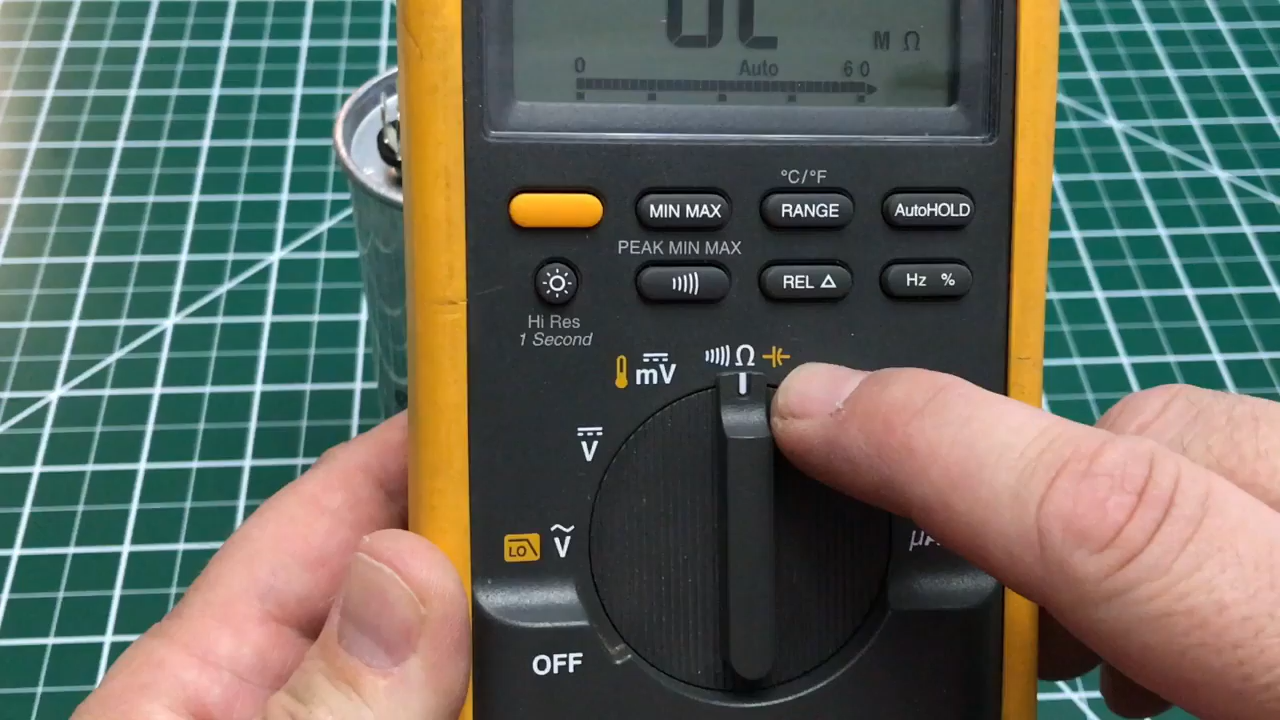 OL
M Ω
0 Auto 60
°C/°F
MIN MAX RANGE AutoHOLD
PEAK MIN MAX
REL Δ Hz %
Hi Res
1 Second
mV Ω
V
LO V
OFF